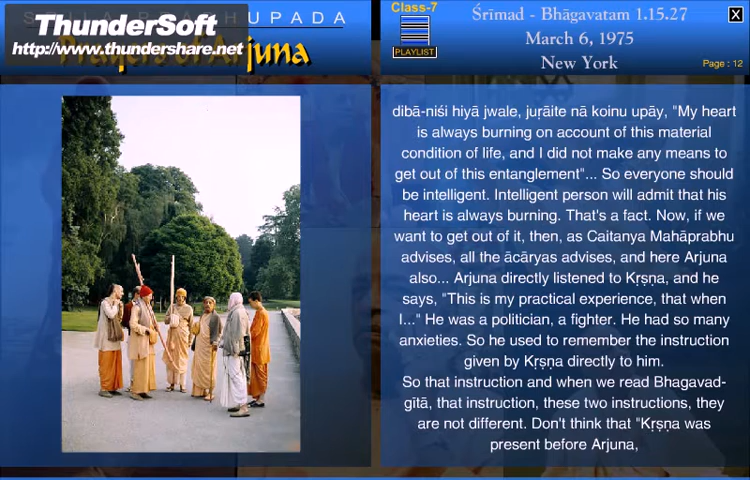 ThunderSoft
http://www.thundershare.net
HUPADA
Prayers of Arjuna
Class-7
PLAYLIST
Śrīmad - Bhāgavatam 1.15.27
March 6, 1975
New York
X
Page : 12
dibā-niśi hiyā jwale, juṛāite nā koinu upāy, "My heart
is always burning on account of this material
condition of life, and I did not make any means to
get out of this entanglement"... So everyone should
be intelligent. Intelligent person will admit that his
heart is always burning. That's a fact. Now, if we
want to get out of it, then, as Caitanya Mahāprabhu
advises, all the ācāryas advises, and here Arjuna
also... Arjuna directly listened to Kṛṣṇa, and he
says, "This is my practical experience, that when
I..." He was a politician, a fighter. He had so many
anxieties. So he used to remember the instruction
given by Kṛṣṇa directly to him.
So that instruction and when we read Bhagavad-
gītā, that instruction, these two instructions, they
are not different. Don't think that "Kṛṣṇa was
present before Arjuna,